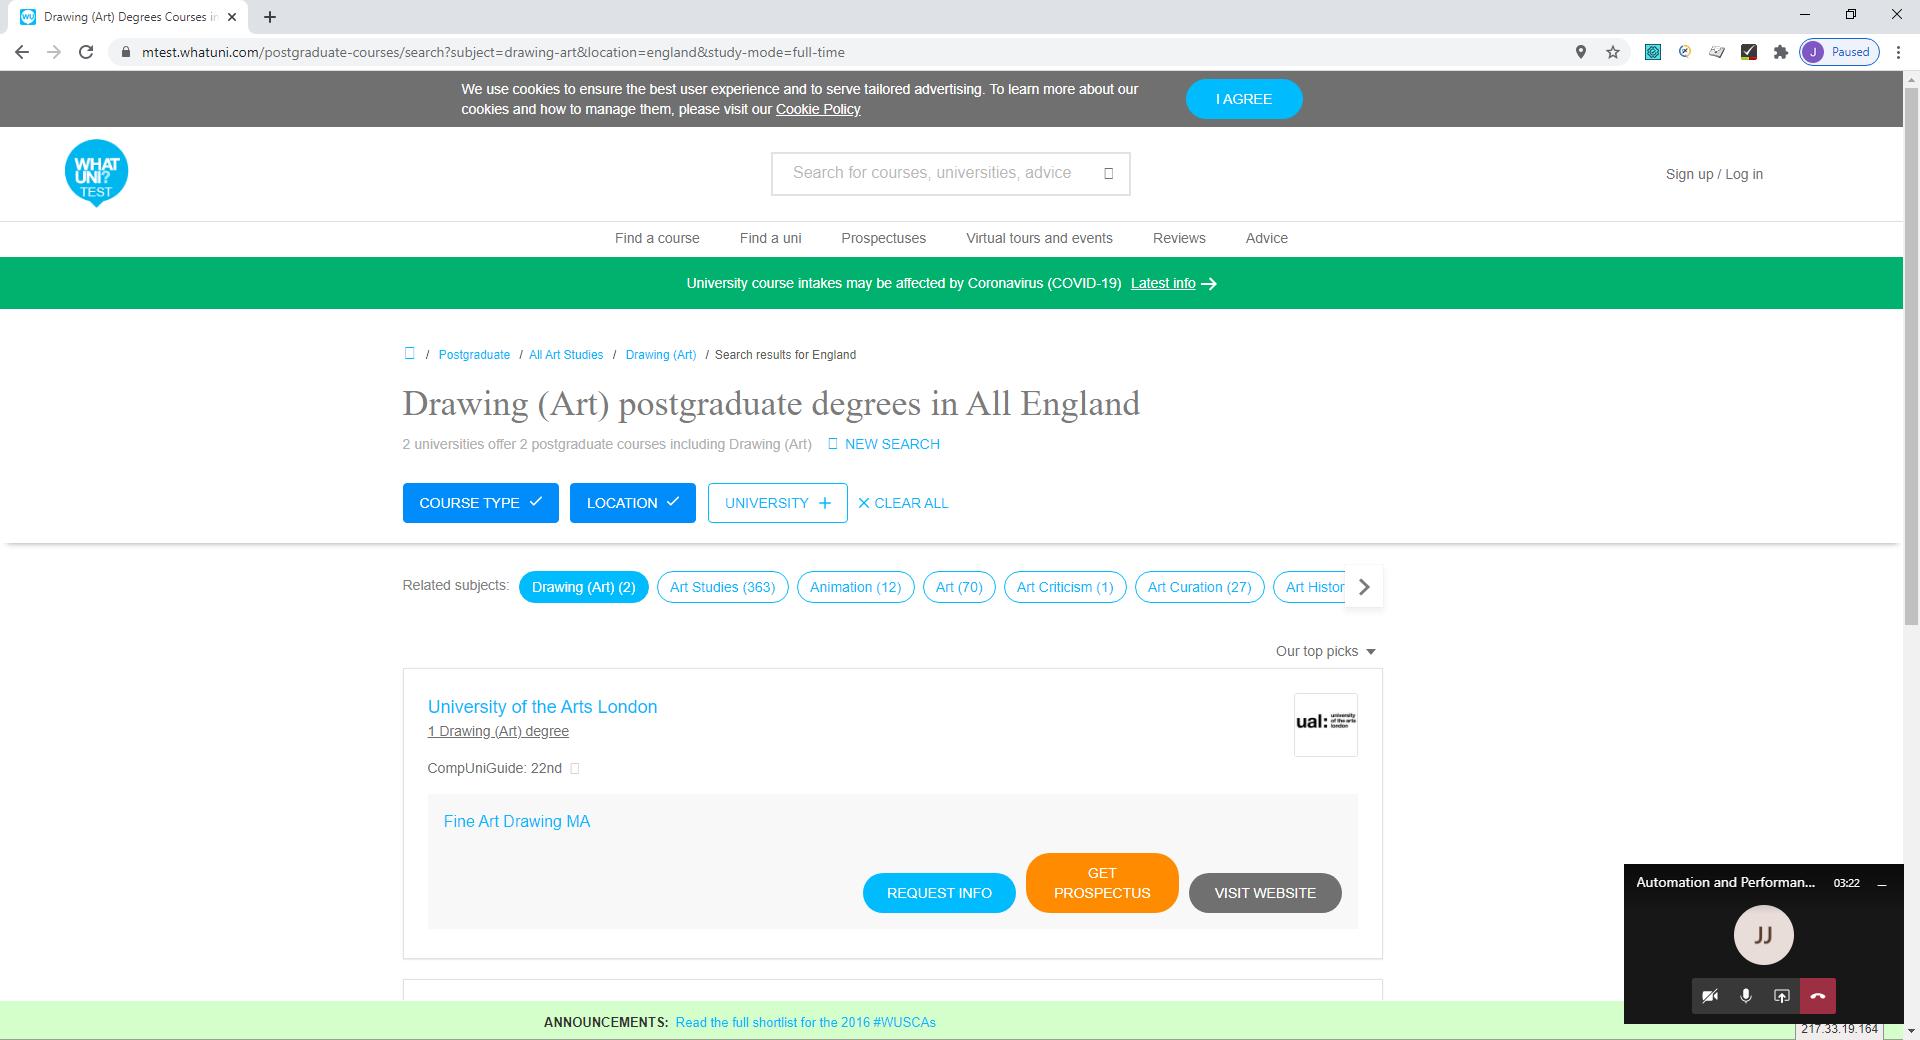 Drawing (Art) Degrees Courses in
mtest.whatuni.com/postgraduate-courses/search?subject=drawing-art&location=england&study-mode=full-time
J Paused
We use cookies to ensure the best user experience and to serve tailored advertising. To learn more about our
cookies and how to manage them, please visit our Cookie Policy
I AGREE
WHAT
UNI?
TEST
Search for courses, universities, advice
Sign up / Log in
Find a course Find a uni Prospectuses Virtual tours and events Reviews Advice
University course intakes may be affected by Coronavirus (COVID-19) Latest info
/ Postgraduate / All Art Studies / Drawing (Art) / Search results for England
Drawing (Art) postgraduate degrees in All England
2 universities offer 2 postgraduate courses including Drawing (Art) NEW SEARCH
COURSE TYPE LOCATION UNIVERSITY CLEAR ALL
Related subjects: Drawing (Art) (2) Art Studies (363) Animation (12) Art (70) Art Criticism (1) Art Curation (27) Art Histor
Our top picks
University of the Arts London
1 Drawing (Art) degree
CompUniGuide: 22nd
ual: university
of the arts
london
Fine Art Drawing MA
REQUEST INFO
GET
PROSPECTUS
VISIT WEBSITE
Automation and Performan... 03:22
JJ
ANNOUNCEMENTS: Read the full shortlist for the 2016 #WUSCAs
217.33.19.164